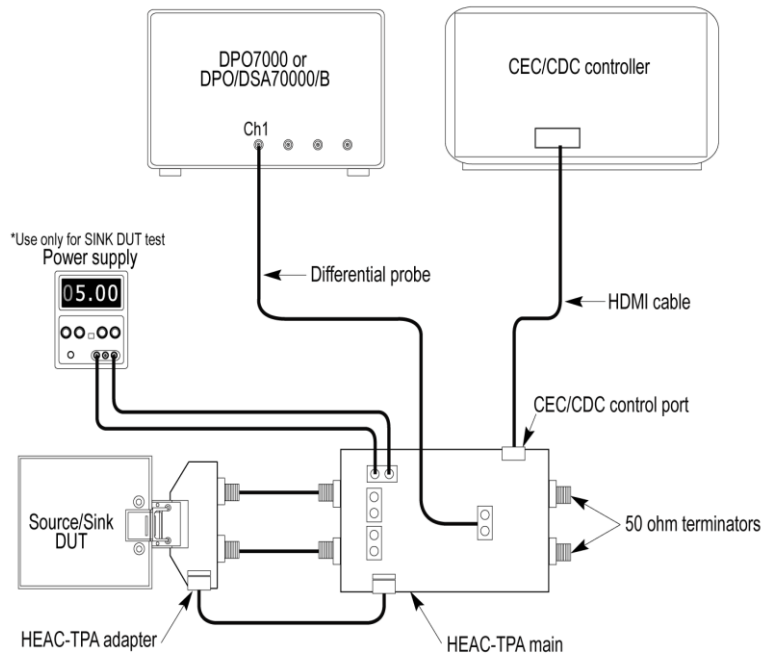 DPO7000 or
DPO/DSA70000/B
Ch1
CEC/CDC controller
*Use only for SINK DUT test
Power supply
05.00
Differential probe
HDMI cable
CEC/CDC control port
Source/Sink
DUT
50 ohm terminators
HEAC-TPA adapter
HEAC-TPA main